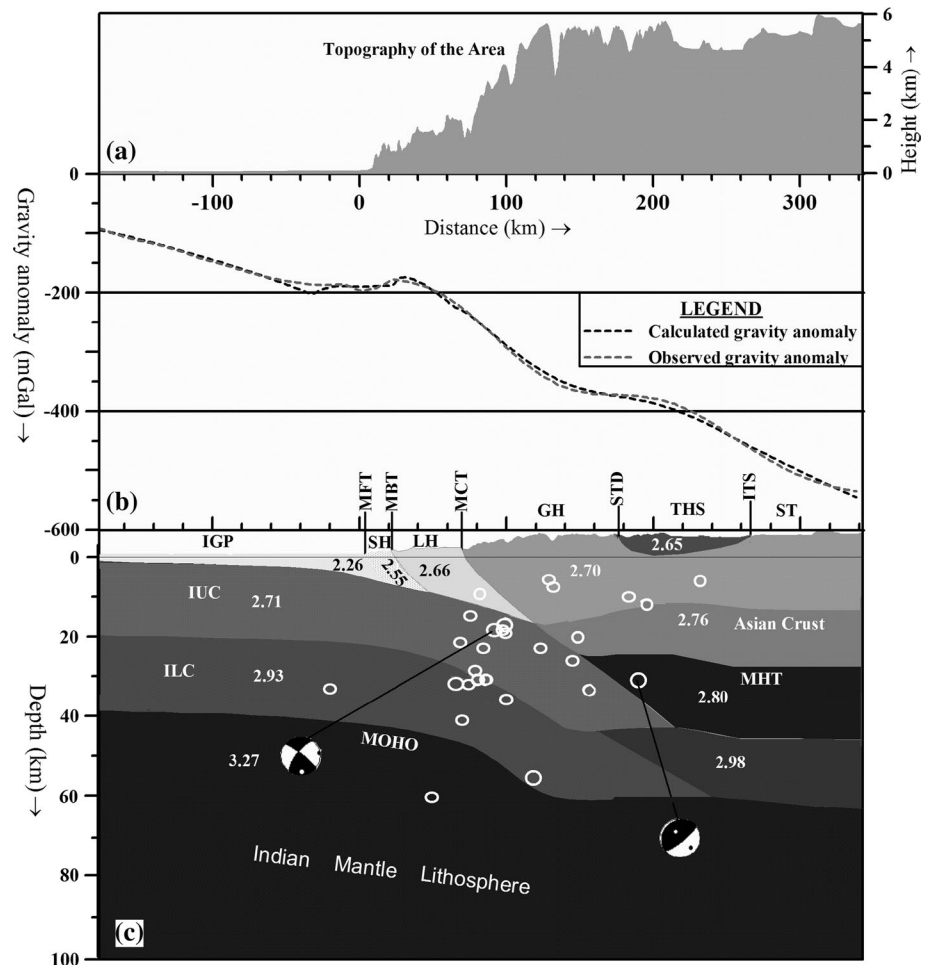 6
Topography of the Area
4
2
Height (km) →
(a)
0
0
-100
0
100
200
300
Distance (km) →
Gravity anomaly (mGal) →
-200
LEGEND
Calculated gravity anomaly
Observed gravity anomaly
-400
(b)
MFT
MBT
MCT
STD
ITS
GH
THS
ST
-600
IGP
SH
LH
2.65
0
2.26
2.55
2.66
2.70
IUC
2.71
2.76
Asian Crust
20
ILC
2.93
MHT
2.80
40
MOHO
3.27
2.98
60
Depth (km) →
80
Indian Mantle Lithosphere
(c)
100